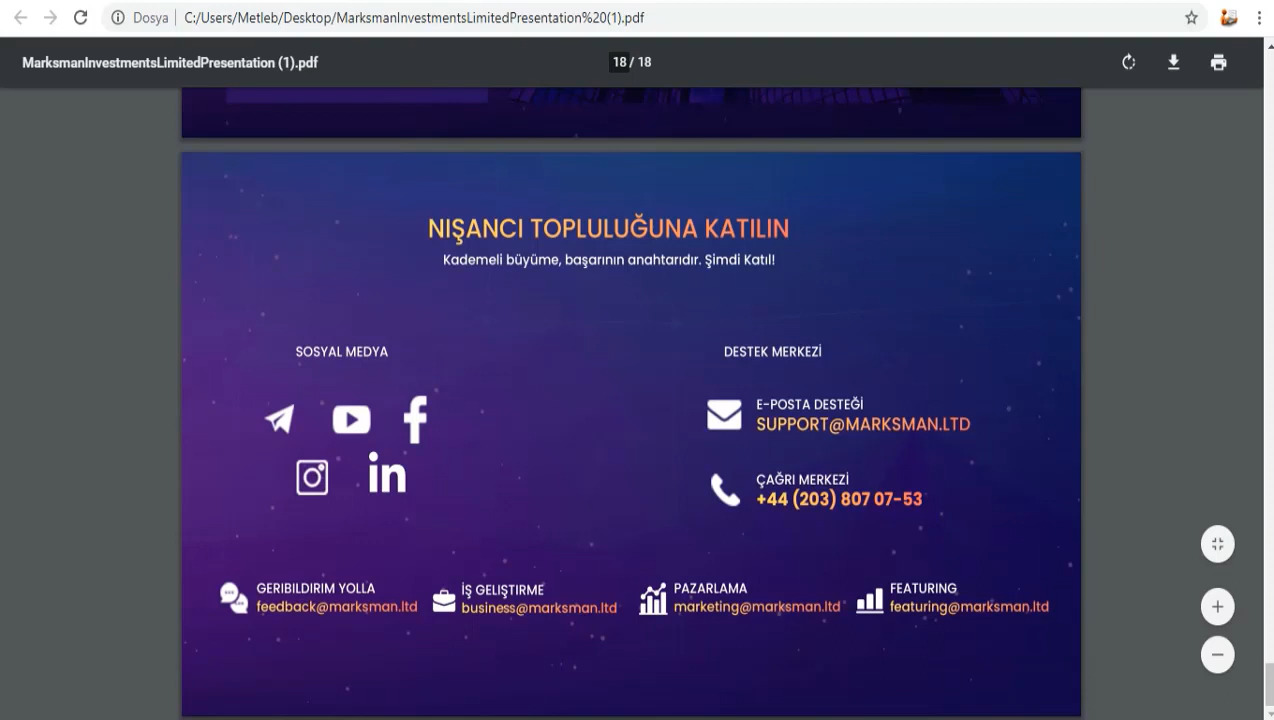 Dosya
C:/Users/Metleb/Desktop/MarksmanInvestmentsLimitedPresentation%20(1).pdf
MarksmanInvestmentsLimitedPresentation (1).pdf
18 / 18
NIŞANCI TOPLULUĞUNA KATILIN
Kademeli büyüme, başarının anahtarıdır. Şimdi Katıl!
SOSYAL MEDYA
DESTEK MERKEZİ
E-POSTA DESTEĞİ
SUPPORT@MARKSMAN.LTD
in
ÇAĞRI MERKEZİ
+44 (203) 807 07-53
GERIBILDIRIM YOLLA
feedback@marksman.ltd
İŞ GELIŞTIRME
business@marksman.ltd
PAZARLAMA
marketing@marksman.ltd
FEATURING
featuring@marksman.ltd